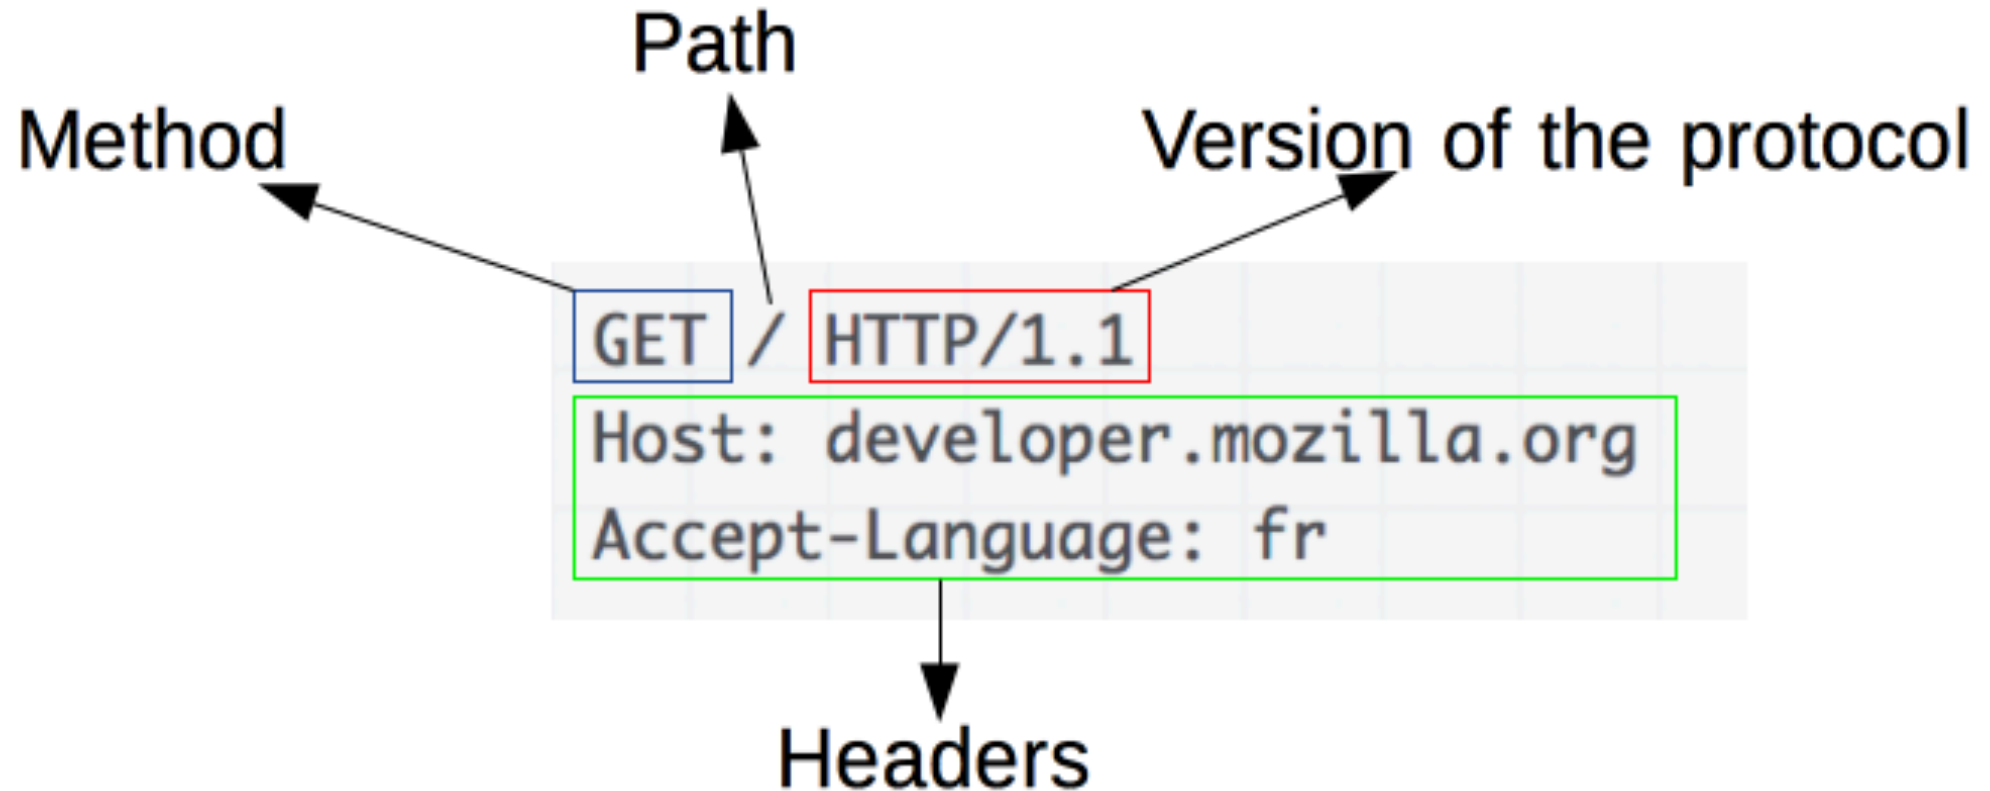 Path
Method
Version of the protocol
GET / HTTP/1.1
Host: developer.mozilla.org
Accept-Language: fr
Headers